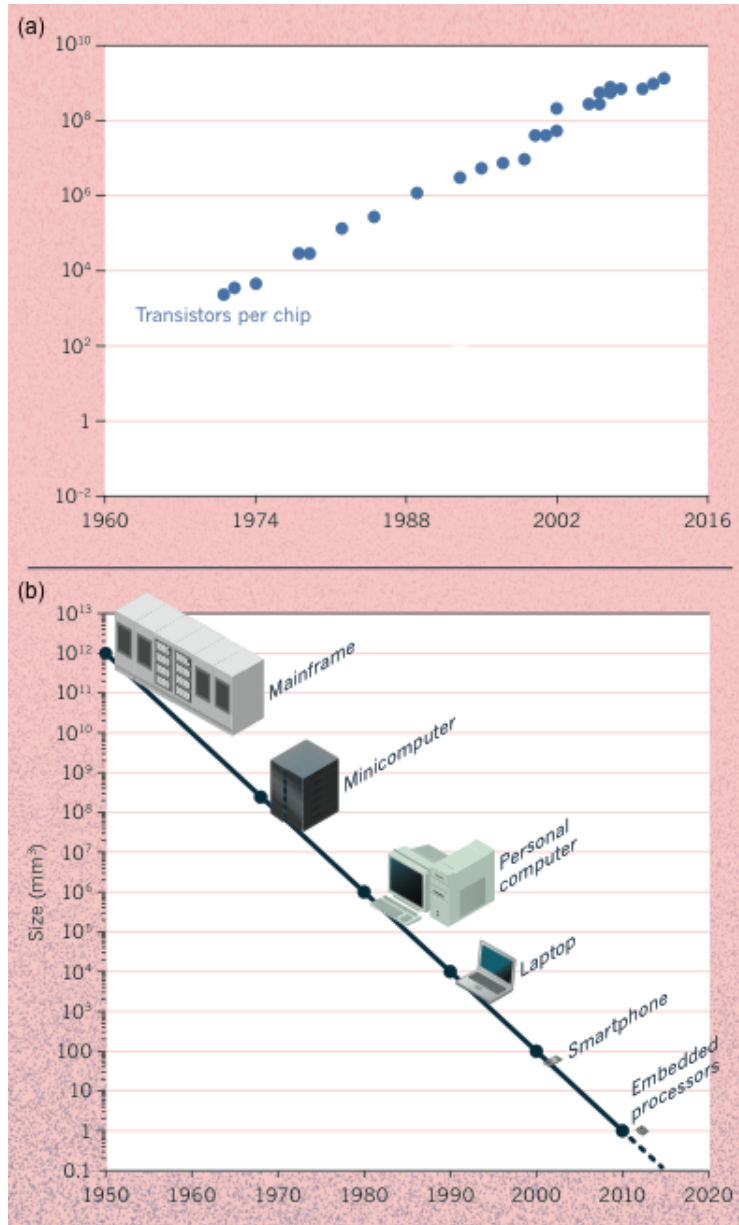 (a)
10¹⁰
10⁸
10⁶
10⁴
Transistors per chip
10²
1
10⁻²
1960 1974 1988 2002 2016
(b)
10¹³
10¹²
Mainframe
10¹¹
10¹⁰
Minicomputer
10⁹
10⁸
10⁷
Personal
computer
10⁶
Size (mm³)
10⁵
Laptop
10⁴
10³
Smartphone
100
Embedded
processors
10
1
0.1
1950 1960 1970 1980 1990 2000 2010 2020